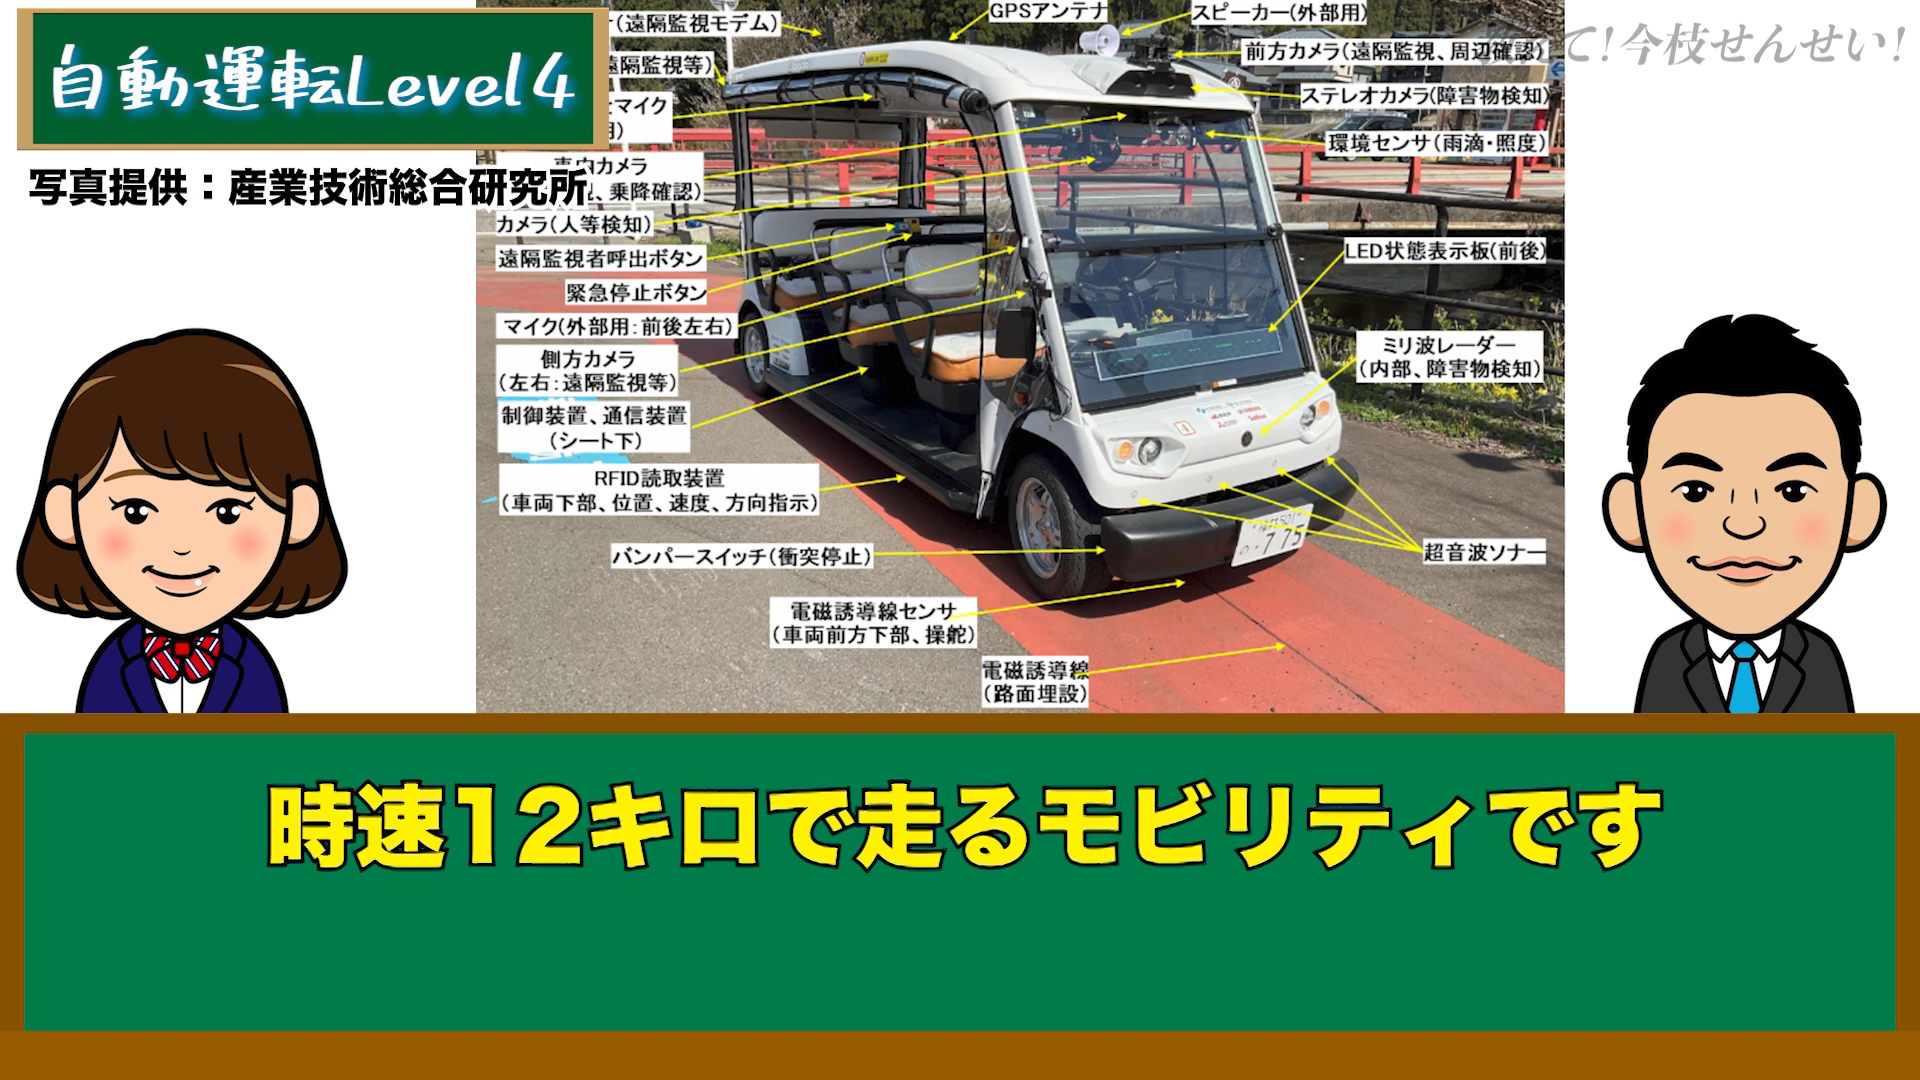 自動運転Level4
写真提供：産業技術総合研究所
(遠隔監視モデム)
遠隔監視等)
マイク
車内カメラ
、乗降確認)
カメラ(人等検知)
遠隔監視者呼出ボタン
緊急停止ボタン
マイク(外部用:前後左右)
側方カメラ
(左右:遠隔監視等)
制御装置、通信装置
(シート下)
RFID読取装置
(車両下部、位置、速度、方向指示)
バンパースイッチ(衝突停止)
電磁誘導線センサ
(車両前方下部、操舵)
電磁誘導線
(路面埋設)
GPSアンテナ
スピーカー(外部用)
て!今枝せんせい!
前方カメラ(遠隔監視、周辺確認)
ステレオカメラ(障害物検知)
環境センサ(雨滴・照度)
LED状態表示板(前後)
ミリ波レーダー
(内部、障害物検知)
超音波ソナー
・775
時速12キロで走るモビリティです